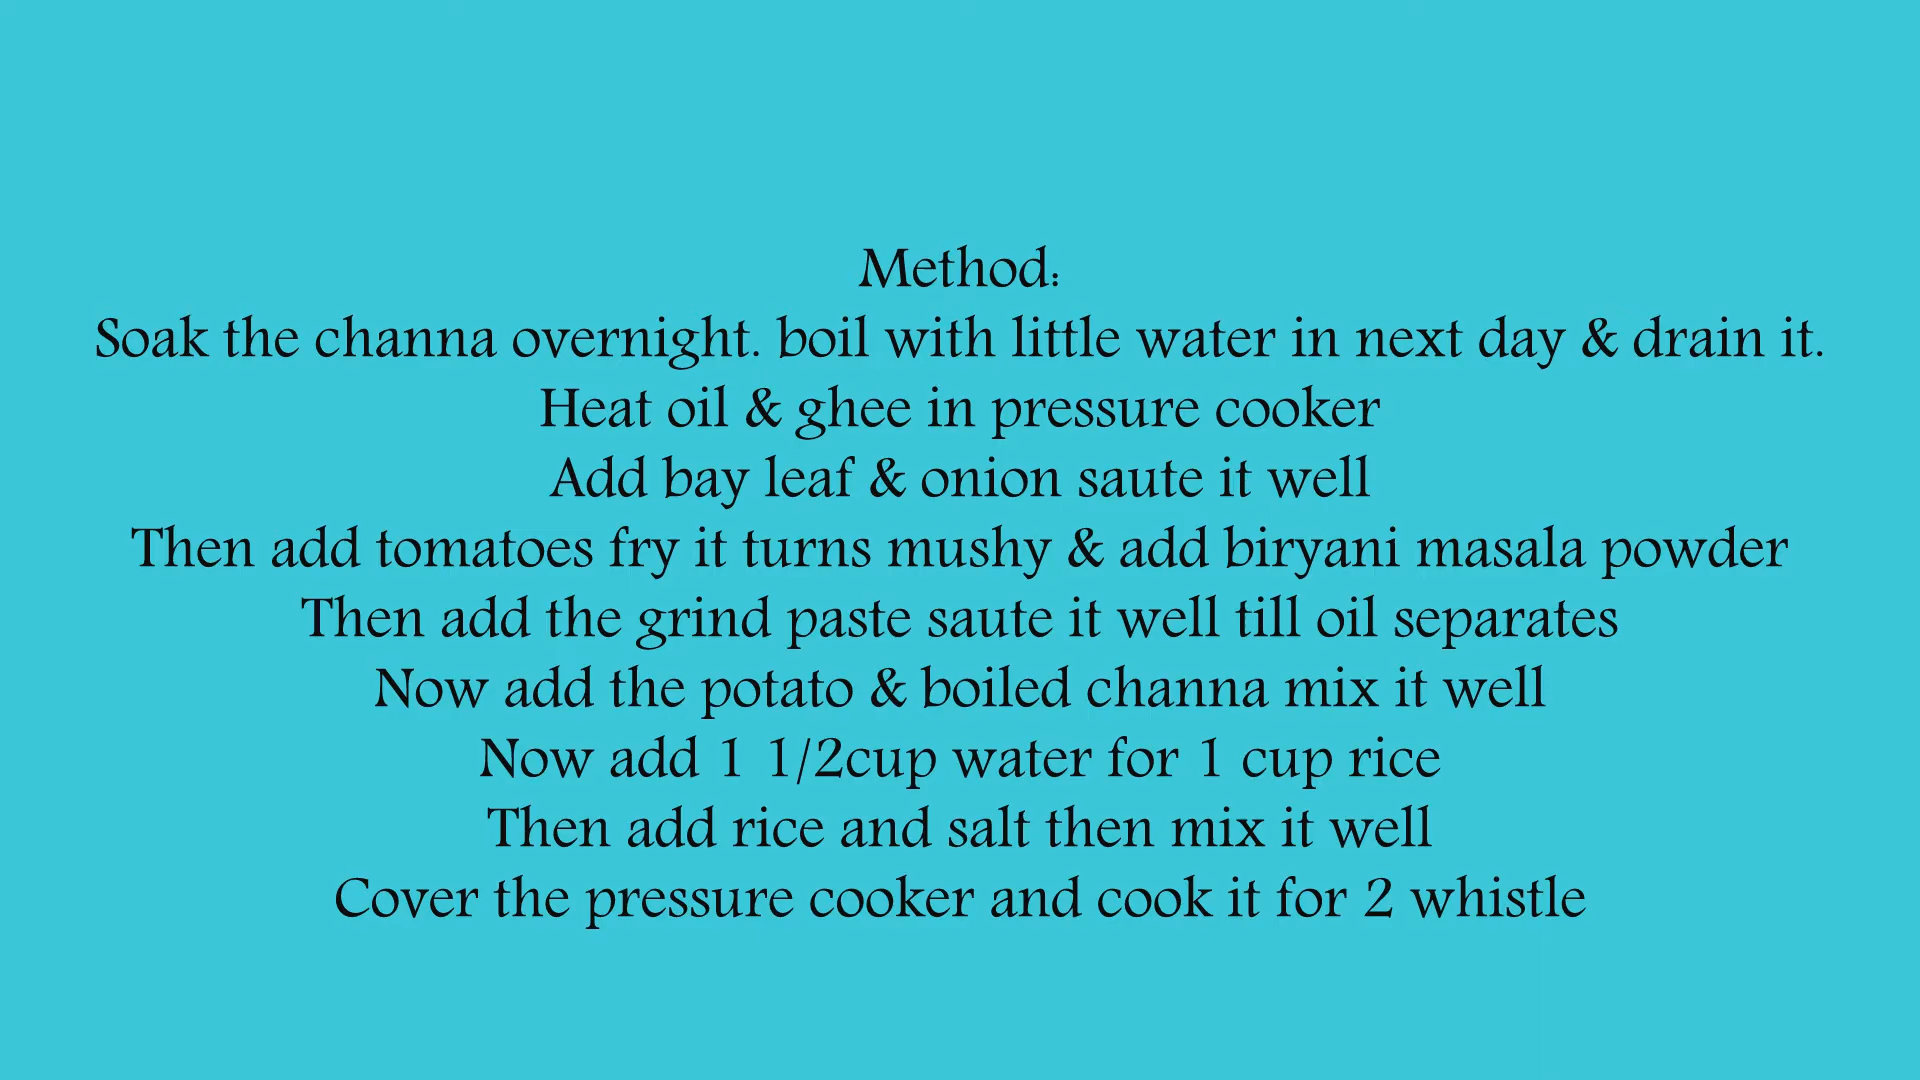 Method:
Soak the channa overnight. boil with little water in next day & drain it.
Heat oil & ghee in pressure cooker
Add bay leaf & onion saute it well
Then add tomatoes fry it turns mushy & add biryani masala powder
Then add the grind paste saute it well till oil separates
Now add the potato & boiled channa mix it well
Now add 1 1/2cup water for 1 cup rice
Then add rice and salt then mix it well
Cover the pressure cooker and cook it for 2 whistle